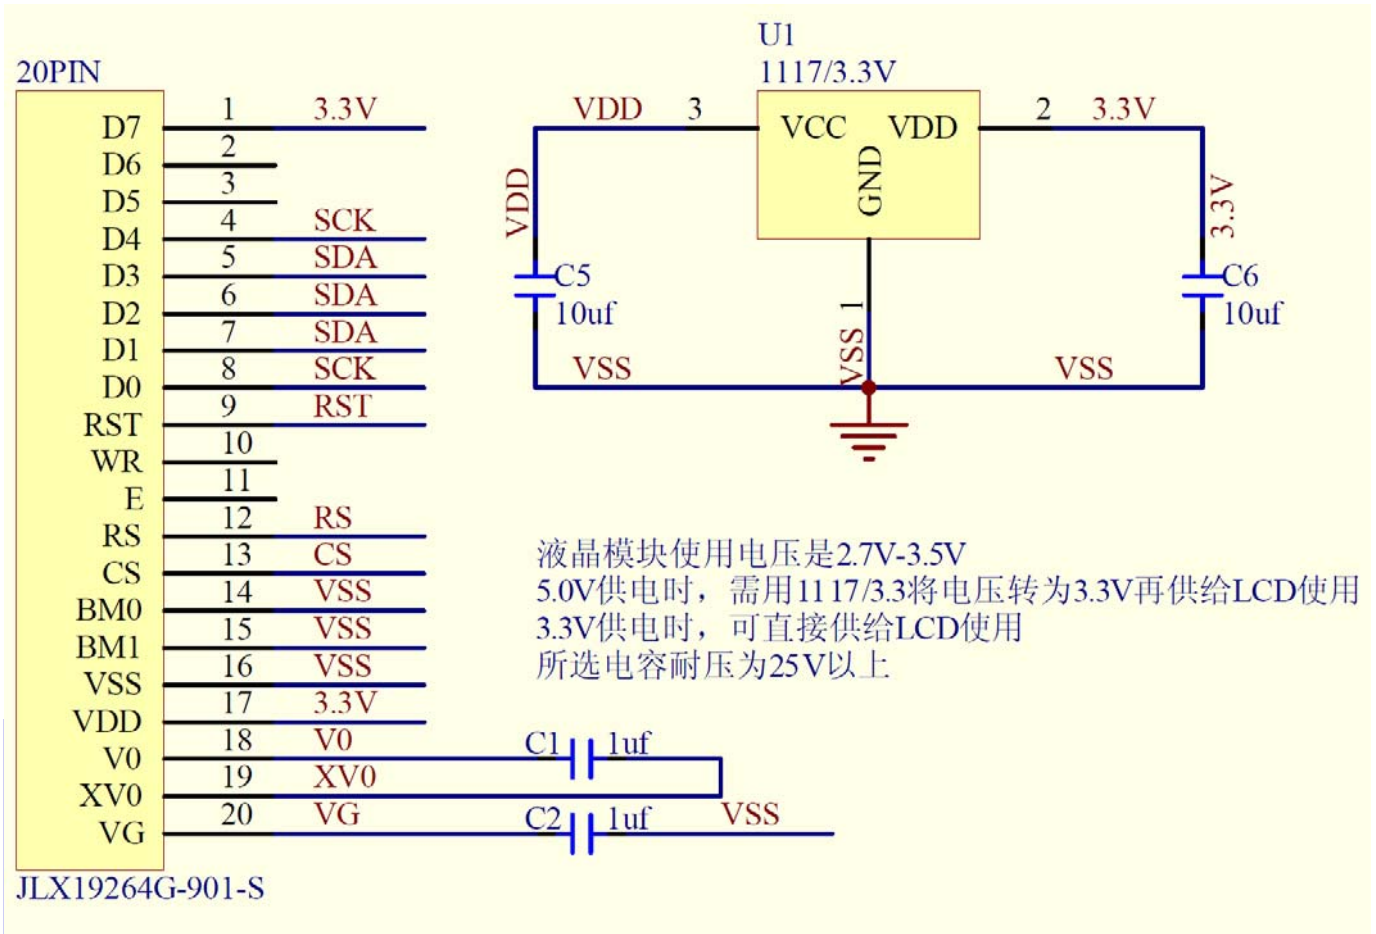 20PIN
D7 1 3.3V
D6 2
D5 3
D4 4 SCK
D3 5 SDA
D2 6 SDA
D1 7 SDA
D0 8 SCK
RST 9 RST
WR 10
E 11
RS 12 RS
CS 13 CS
BM0 14 VSS
BM1 15 VSS
VSS 16 VSS
VDD 17 3.3V
V0 18 V0 C1 1uf
XV0 19 XV0
VG 20 VG C2 1uf VSS
JLX19264G-901-S
U1
1117/3.3V
VDD 3 VCC VDD 2 3.3V
GND
VDD
3.3V
C5
10uf
C6
10uf
1
VSS
VSS
VSS
液晶模块使用电压是2.7V-3.5V
5.0V供电时，需用1117/3.3将电压转为3.3V再供给LCD使用
3.3V供电时，可直接供给LCD使用
所选电容耐压为25V以上